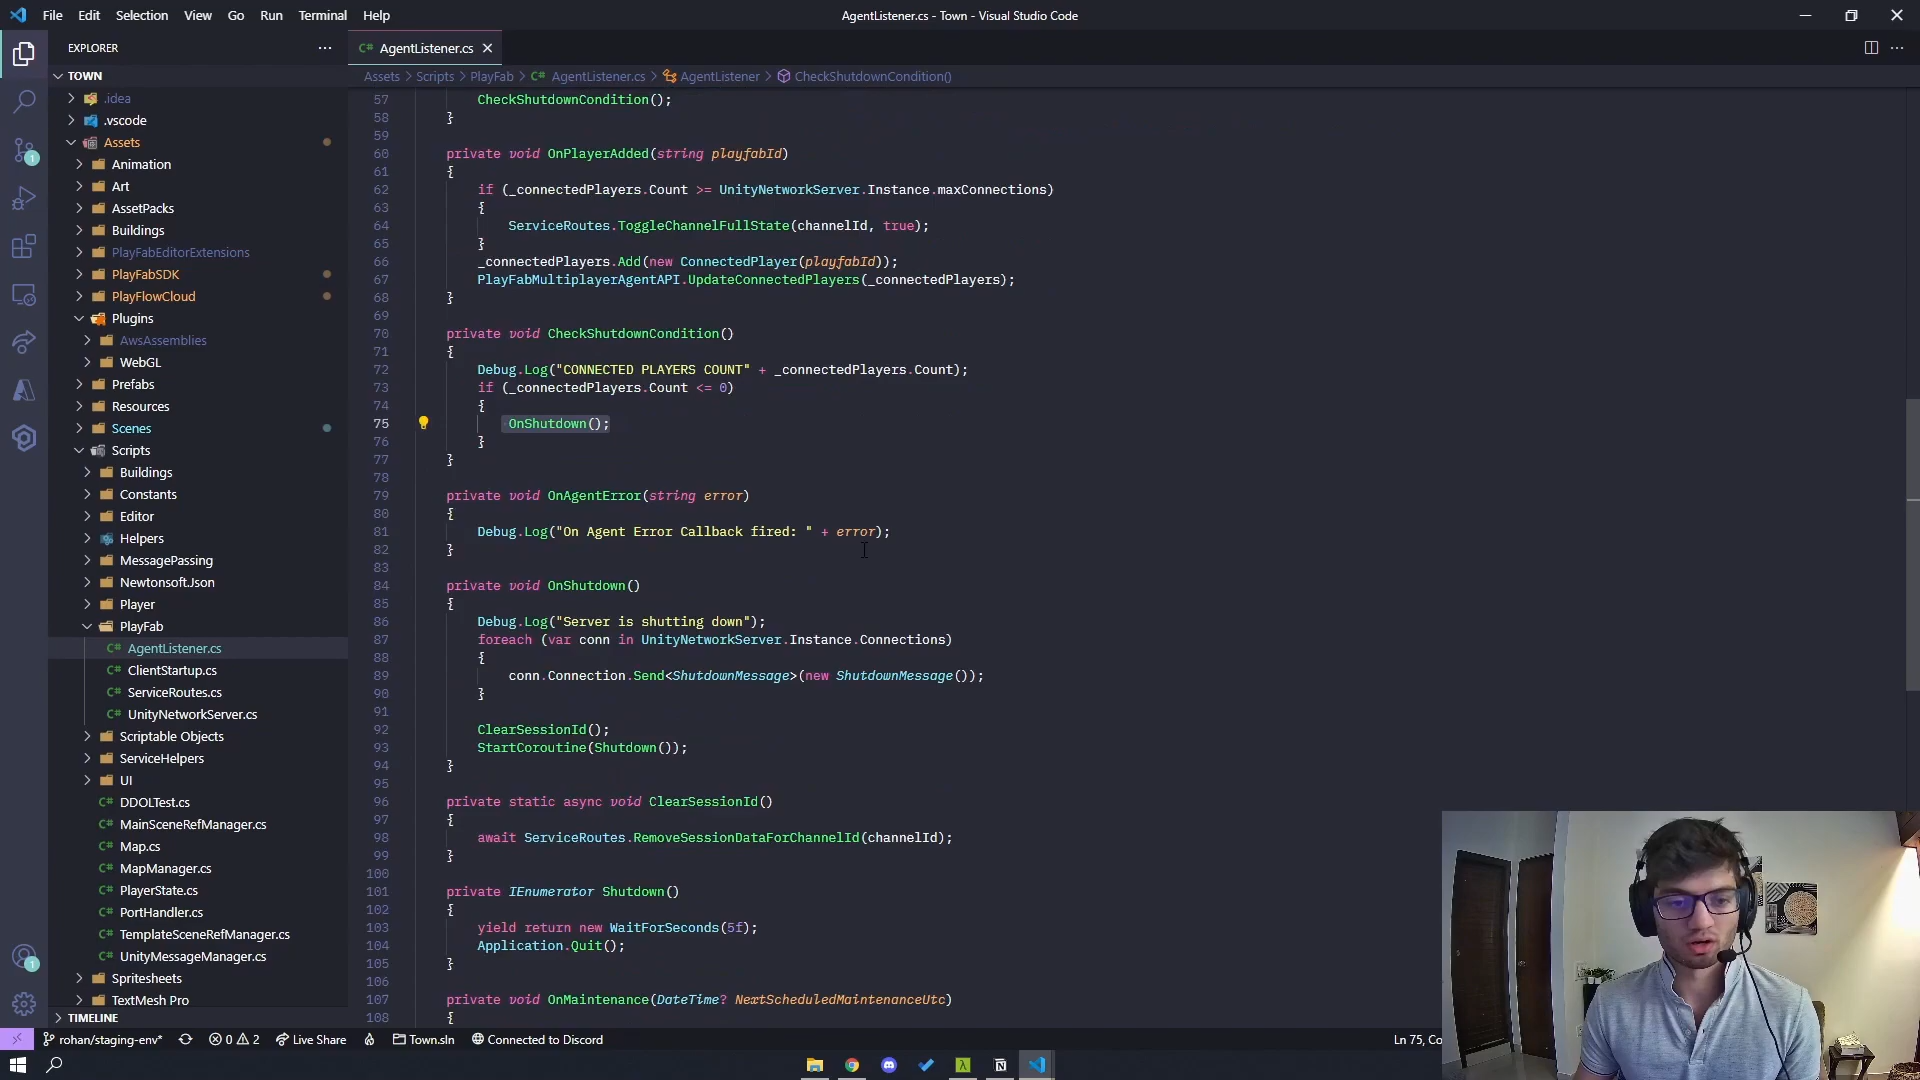 File Edit Selection View Go Run Terminal Help
AgentListener.cs - Town - Visual Studio Code
EXPLORER
AgentListener.cs
TOWN
Assets > Scripts > PlayFab > AgentListener.cs > AgentListener > CheckShutdownCondition()
.idea
.vscode
Assets
Animation
Art
AssetPacks
Buildings
PlayFabEditorExtensions
PlayFabSDK
PlayFlowCloud
Plugins
AwsAssemblies
WebGL
Prefabs
Resources
Scenes
Scripts
Buildings
Constants
Editor
Helpers
MessagePassing
Newtonsoft.Json
Player
PlayFab
AgentListener.cs
ClientStartup.cs
ServiceRoutes.cs
UnityNetworkServer.cs
Scriptable Objects
ServiceHelpers
UI
DDOLTest.cs
MainSceneRefManager.cs
Map.cs
MapManager.cs
PlayerState.cs
PortHandler.cs
TemplateSceneRefManager.cs
UnityMessageManager.cs
Spritesheets
TextMesh Pro
TIMELINE
57 CheckShutdownCondition();
58 }
59
60 private void OnPlayerAdded(string playfabId)
61 {
62 if (_connectedPlayers.Count >= UnityNetworkServer.Instance.maxConnections)
63 {
64 ServiceRoutes.ToggleChannelFullState(channelId, true);
65 }
66 _connectedPlayers.Add(new ConnectedPlayer(playfabId));
67 PlayFabMultiplayerAgentAPI.UpdateConnectedPlayers(_connectedPlayers);
68 }
69
70 private void CheckShutdownCondition()
71 {
72 Debug.Log("CONNECTED PLAYERS COUNT" + _connectedPlayers.Count);
73 if (_connectedPlayers.Count <= 0)
74 {
75 OnShutdown();
76 }
77 }
78
79 private void OnAgentError(string error)
80 {
81 Debug.Log("On Agent Error Callback fired: " + error);
82 }
83
84 private void OnShutdown()
85 {
86 Debug.Log("Server is shutting down");
87 foreach (var conn in UnityNetworkServer.Instance.Connections)
88 {
89 conn.Connection.Send<ShutdownMessage>(new ShutdownMessage());
90 }
91
92 ClearSessionId();
93 StartCoroutine(Shutdown());
94 }
95
96 private static async void ClearSessionId()
97 {
98 await ServiceRoutes.RemoveSessionDataForChannelId(channelId);
99 }
100
101 private IEnumerator Shutdown()
102 {
103 yield return new WaitForSeconds(5f);
104 Application.Quit();
105 }
106
107 private void OnMaintenance(DateTime? NextScheduledMaintenanceUtc)
108 {
1
1
rohan/staging-env* 0 2 Live Share Town.sln Connected to Discord Ln 75, Co